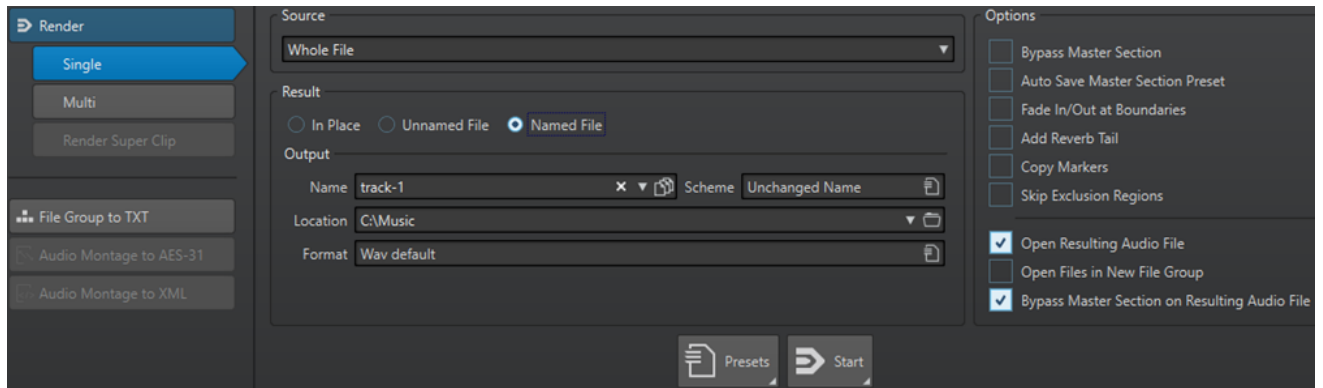 Render
Single
Multi
Render Super Clip
File Group to TXT
Audio Montage to AES-31
Audio Montage to XML
Source
Whole File
Result
In Place Unnamed File Named File
Output
Name track-1 Scheme Unchanged Name
Location C:\Music
Format Wav default
Presets Start
Options
Bypass Master Section
Auto Save Master Section Preset
Fade In/Out at Boundaries
Add Reverb Tail
Copy Markers
Skip Exclusion Regions
Open Resulting Audio File
Open Files in New File Group
Bypass Master Section on Resulting Audio File